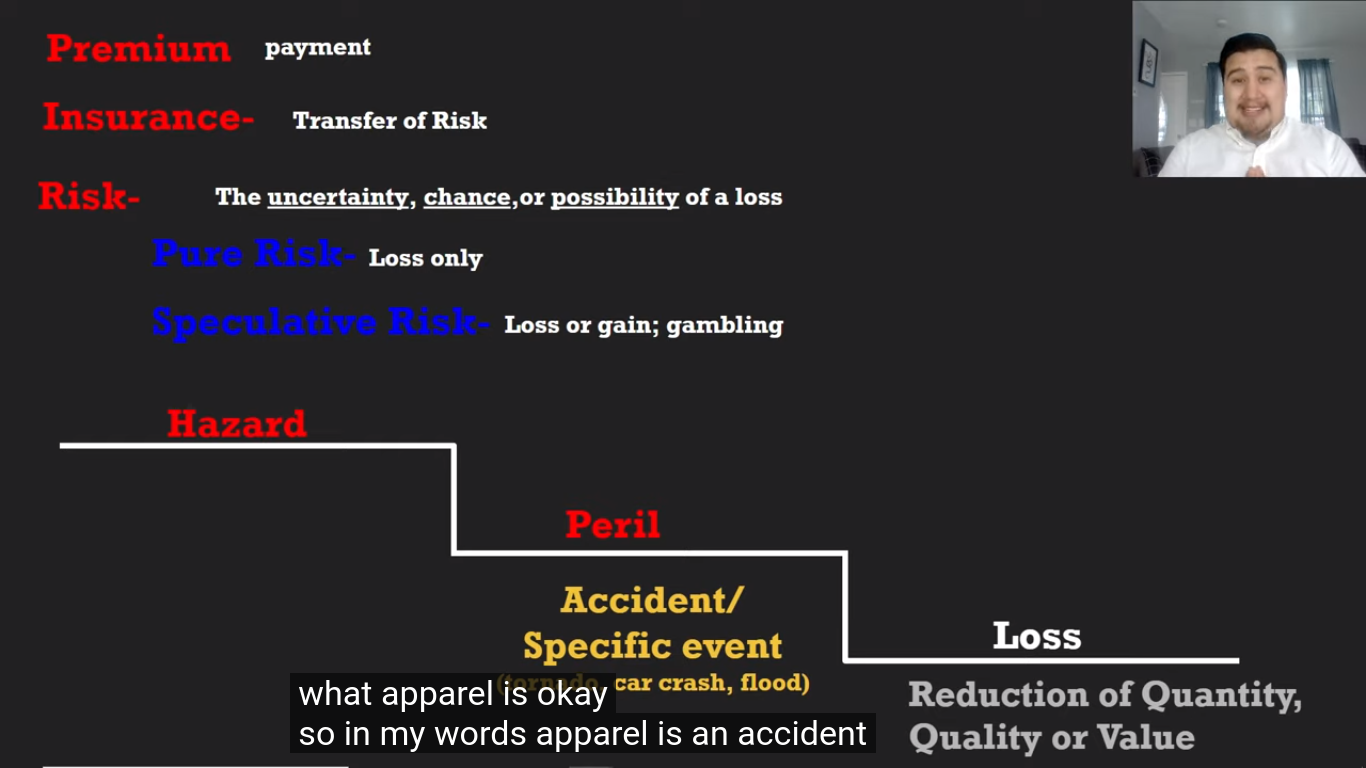 Premium payment
Insurance- Transfer of Risk
Risk- The uncertainty, chance,or possibility of a loss
Pure Risk- Loss only
Speculative Risk- Loss or gain; gambling
Hazard
Peril
Accident/
Specific event
(tornado, car crash, flood)
Loss
Reduction of Quantity,
Quality or Value
what apparel is okay
so in my words apparel is an accident